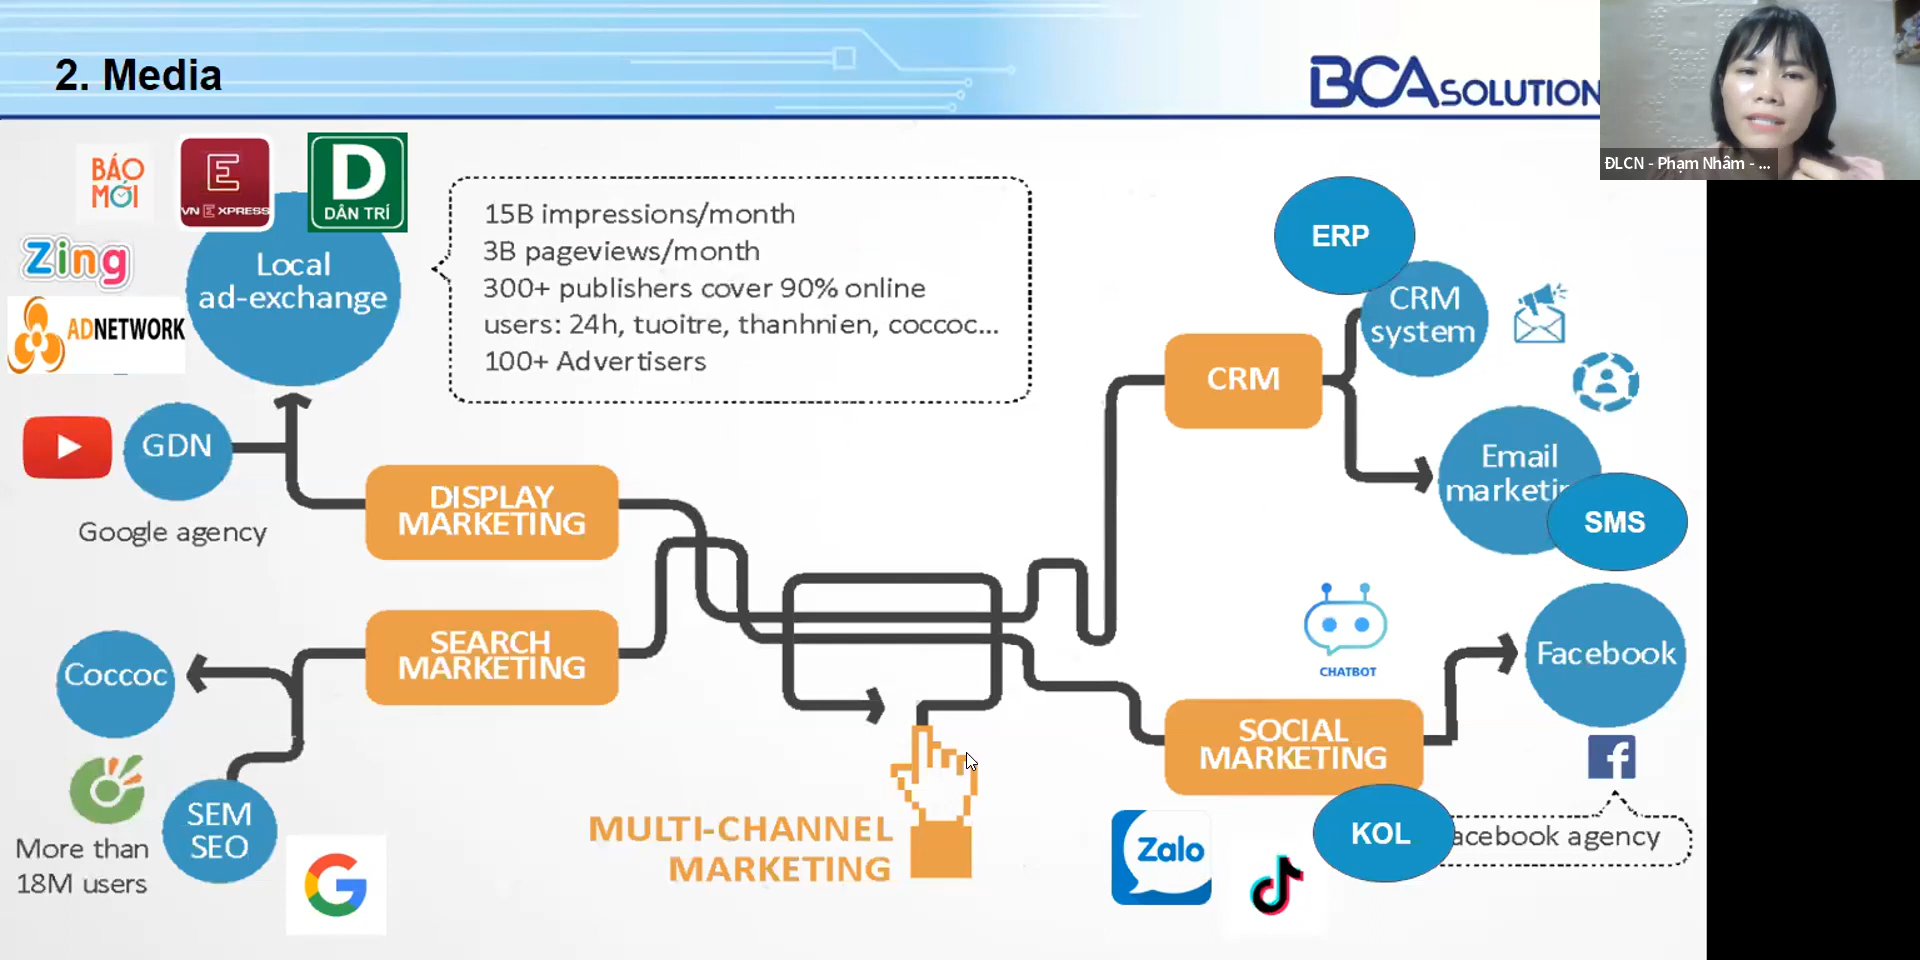 2. Media
BCA SOLUTION
ĐLCN - Phạm Nhâm - ...
BÁO
MỚI
E
VN EXPRESS
D
DÂN TRÍ
Zing
ADNETWORK
Local
ad-exchange
15B impressions/month
3B pageviews/month
300+ publishers cover 90% online
users: 24h, tuoitre, thanhnien, coccoc...
100+ Advertisers
ERP
CRM
system
CRM
Email
marketin
SMS
GDN
Google agency
DISPLAY
MARKETING
SEARCH
MARKETING
Coccoc
SEM
SEO
More than
18M users
G
MULTI-CHANNEL
MARKETING
CHATBOT
Facebook
f
SOCIAL
MARKETING
KOL
acebook agency
Zalo